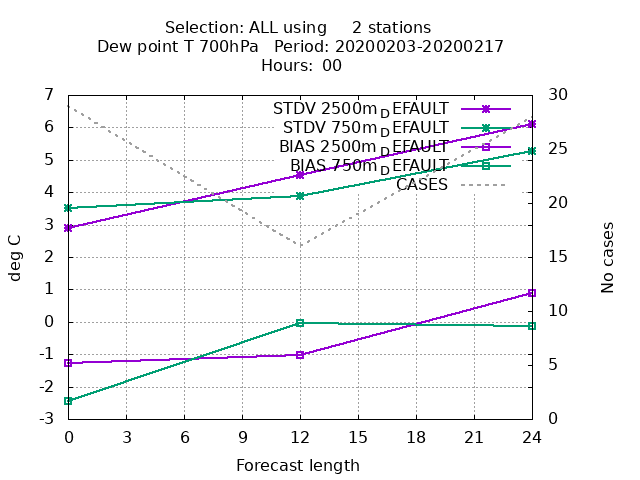 Selection: ALL using     2 stations
Dew point T 700hPa   Period: 20200203-20200217
Hours: 00
STDV 2500m_DEFAULT
STDV 750m_DEFAULT
BIAS 2500m_DEFAULT
BIAS 750m_DEFAULT
CASES
7
6
5
4
3
2
1
0
-1
-2
-3
deg C
30
25
20
15
10
5
0
No cases
0 3 6 9 12 15 18 21 24
Forecast length